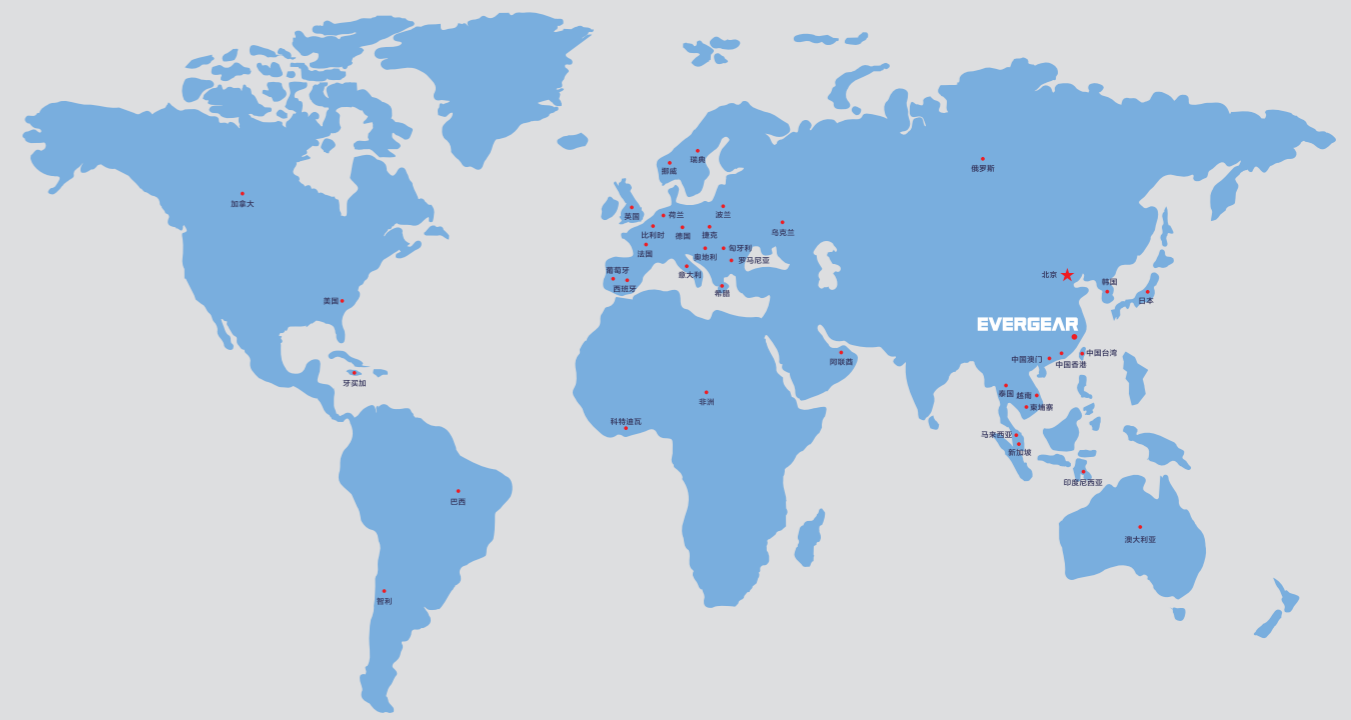 瑞典
挪威
俄罗斯
加拿大
英国
荷兰
波兰
比利时
德国
捷克
乌克兰
法国
奥地利
匈牙利
罗马尼亚
葡萄牙
意大利
西班牙
希腊
北京
韩国
美国
日本
EVERGEAR
中国澳门
中国台湾
中国香港
阿联酋
牙买加
泰国
越南
非洲
柬埔寨
科特迪瓦
马来西亚
新加坡
印度尼西亚
巴西
澳大利亚
智利